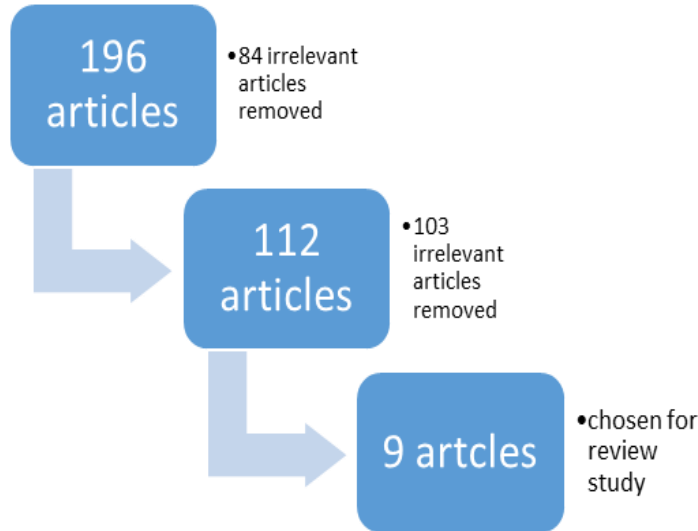 196
articles
•84 irrelevant
articles
removed
112
articles
•103
irrelevant
articles
removed
9 artcles
•chosen for
review
study